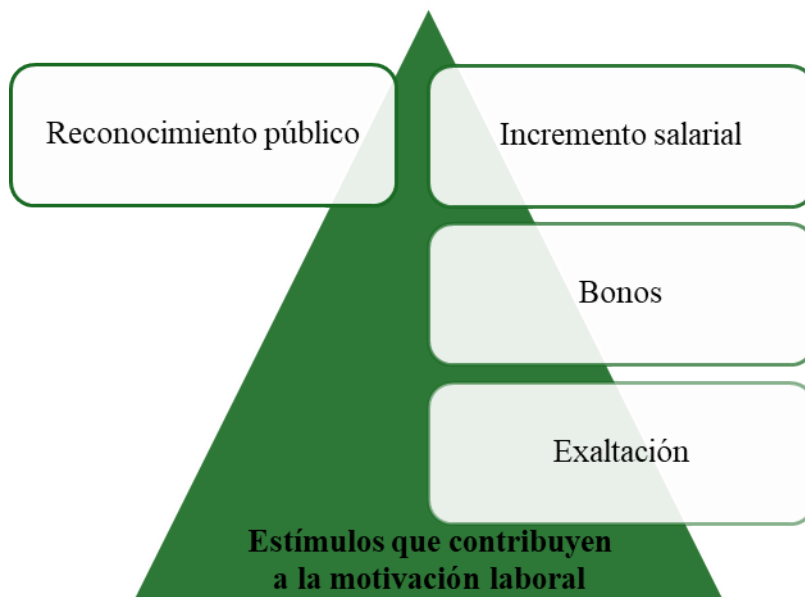 Reconocimiento público
Incremento salarial
Bonos
Exaltación
Estímulos que contribuyen
a la motivación laboral